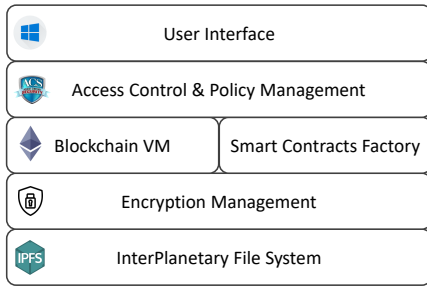 User Interface
ACS
Access Control & Policy Management
Blockchain VM
Smart Contracts Factory
Encryption Management
IPFS
InterPlanetary File System